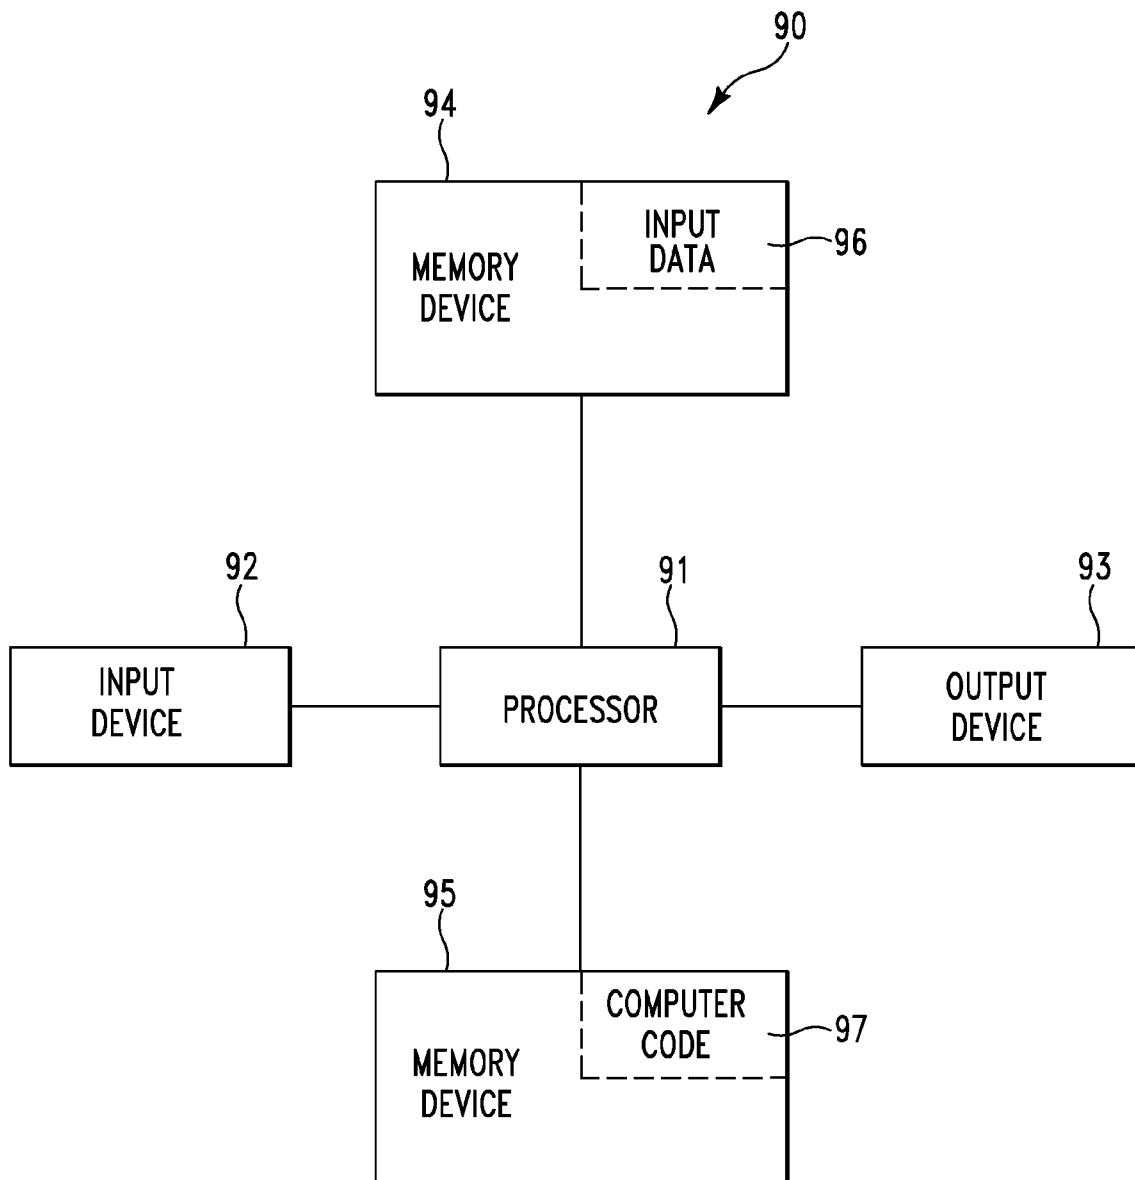 90
94
INPUT
DATA
96
MEMORY
DEVICE
92
91
93
INPUT
DEVICE
PROCESSOR
OUTPUT
DEVICE
95
COMPUTER
CODE
97
MEMORY
DEVICE